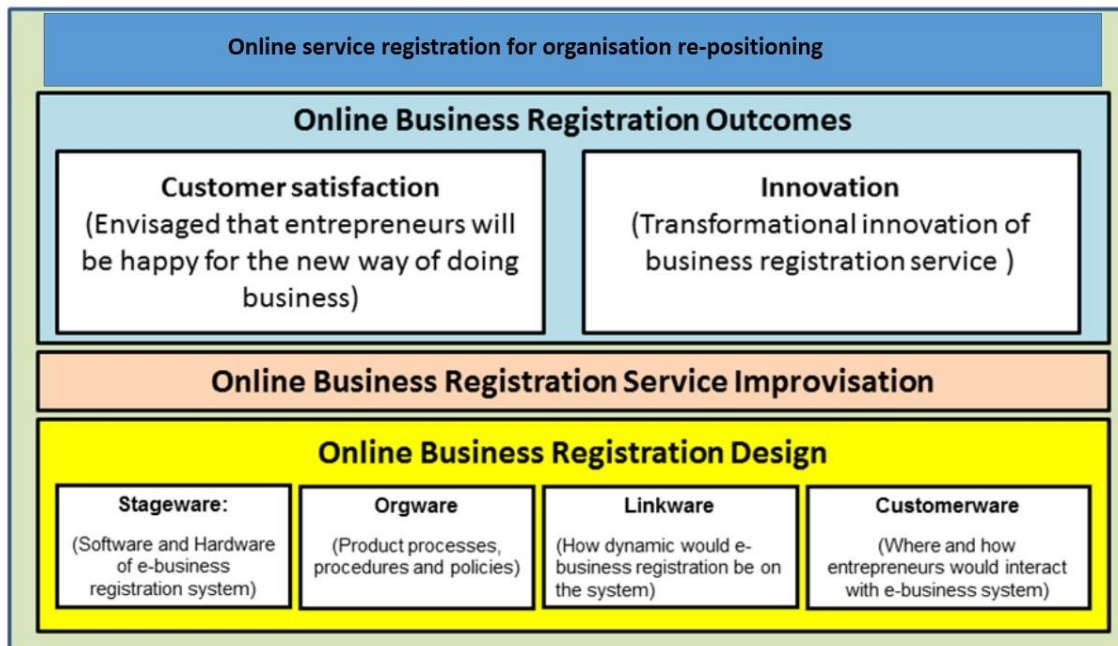 Online service registration for organisation re-positioning
Online Business Registration Outcomes
Customer satisfaction
(Envisaged that entrepreneurs will
be happy for the new way of doing
business)
Innovation
(Transformational innovation of
business registration service )
Online Business Registration Service Improvisation
Online Business Registration Design
Stageware:
(Software and Hardware
of e-business
registration system)
Orgware
(Product processes,
procedures and policies)
Linkware
(How dynamic would e-
business registration be on
the system)
Customerware
(Where and how
entrepreneurs would interact
with e-business system)